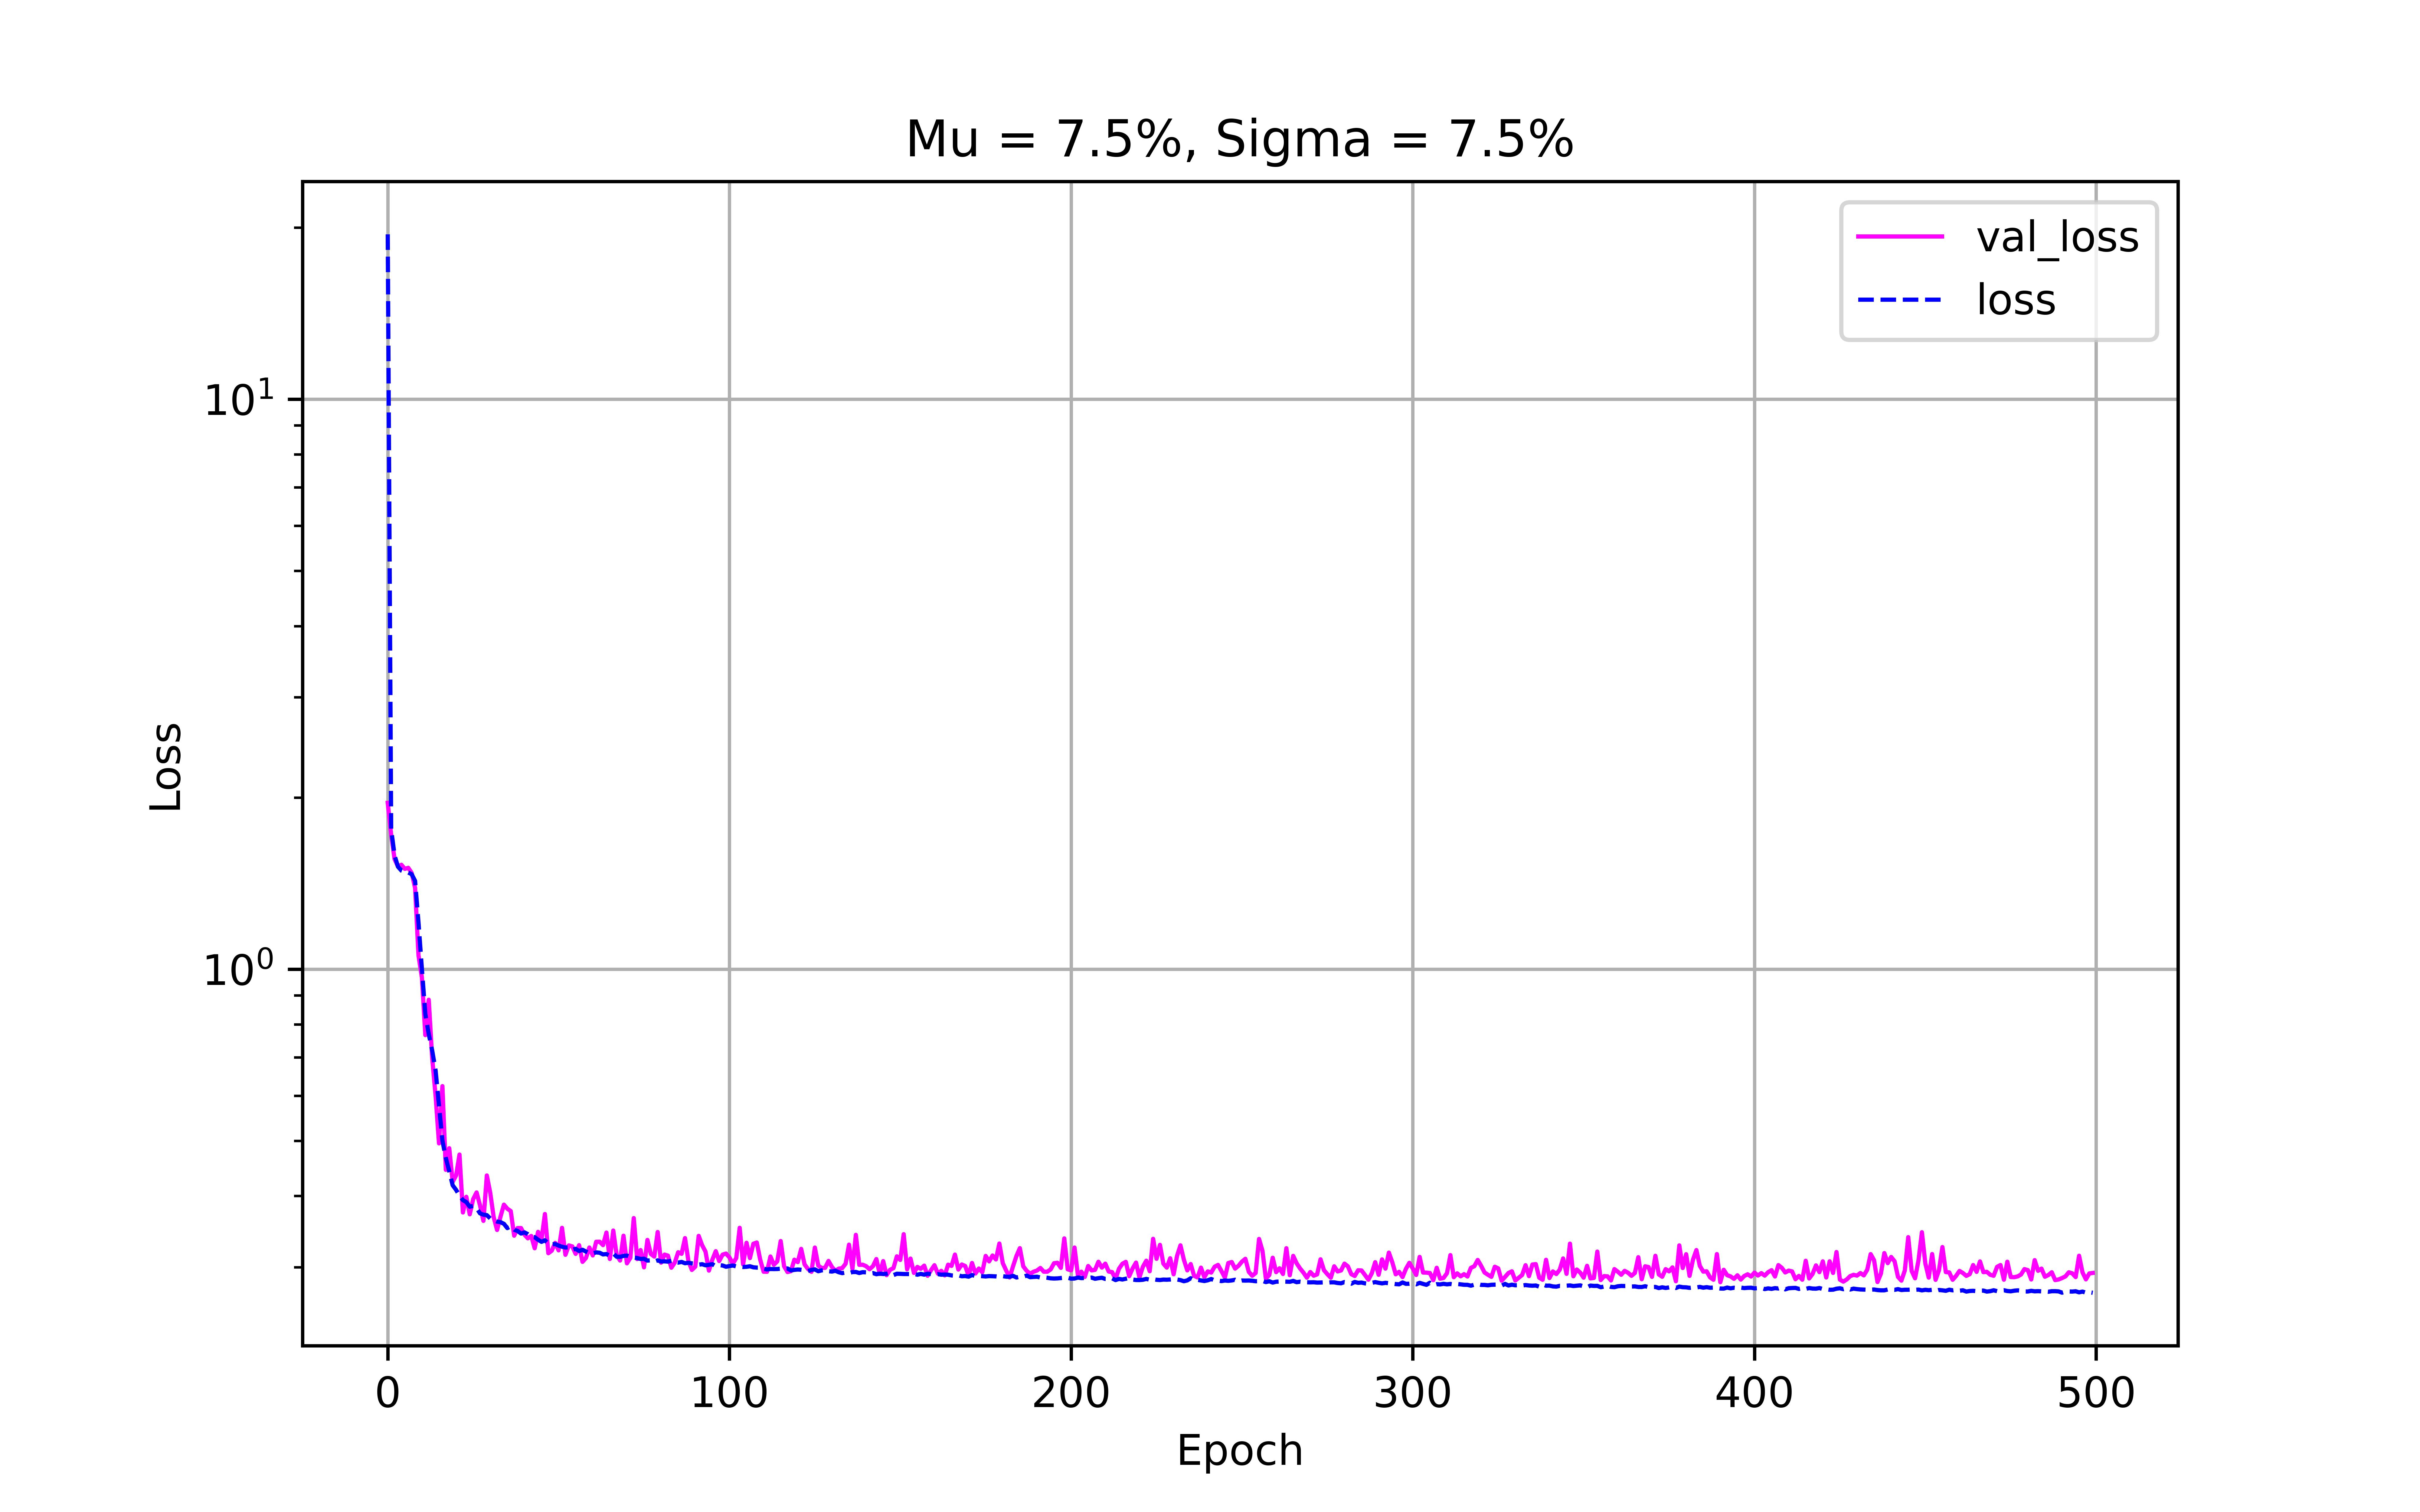 Mu = 7.5%, Sigma = 7.5%
val_loss
loss
10¹
10⁰
Loss
0 100 200 300 400 500
Epoch